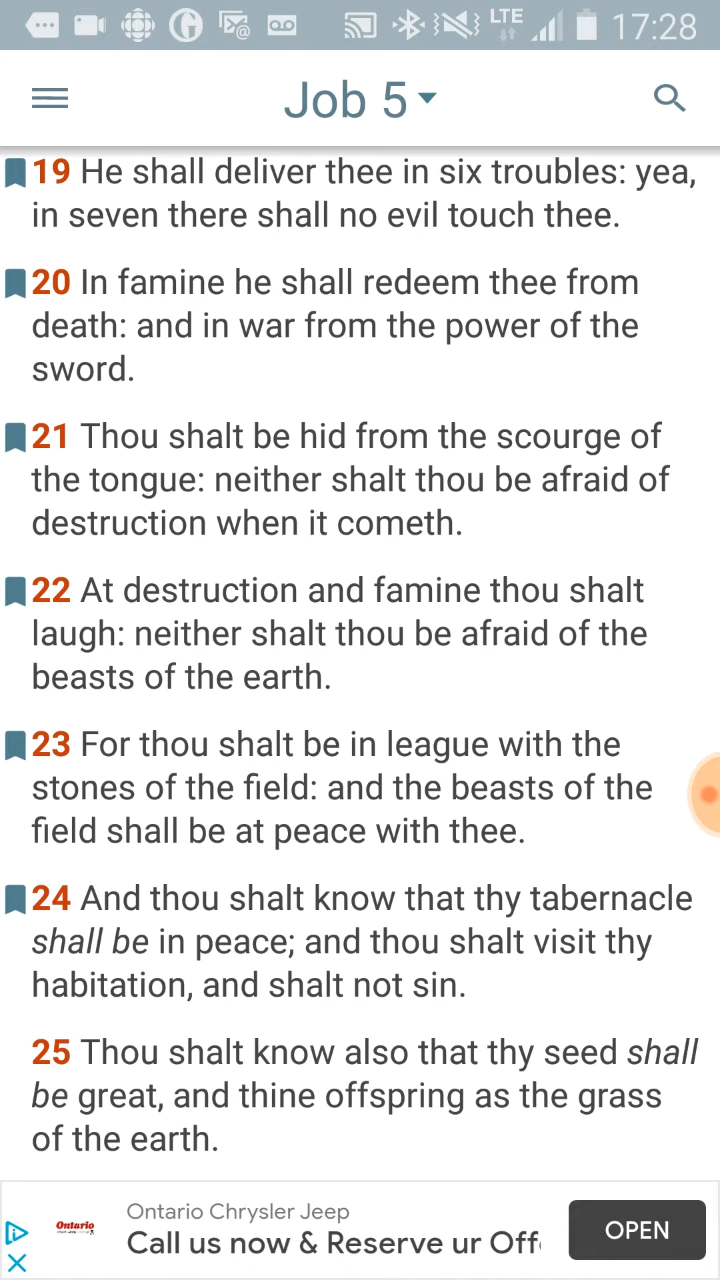 LTE 17:28
Job 5
19 He shall deliver thee in six troubles: yea,
in seven there shall no evil touch thee.
20 In famine he shall redeem thee from
death: and in war from the power of the
sword.
21 Thou shalt be hid from the scourge of
the tongue: neither shalt thou be afraid of
destruction when it cometh.
22 At destruction and famine thou shalt
laugh: neither shalt thou be afraid of the
beasts of the earth.
23 For thou shalt be in league with the
stones of the field: and the beasts of the
field shall be at peace with thee.
24 And thou shalt know that thy tabernacle
shall be in peace; and thou shalt visit thy
habitation, and shalt not sin.
25 Thou shalt know also that thy seed shall
be great, and thine offspring as the grass
of the earth.
Ontario
Ontario Chrysler Jeep
Call us now & Reserve ur Off
OPEN